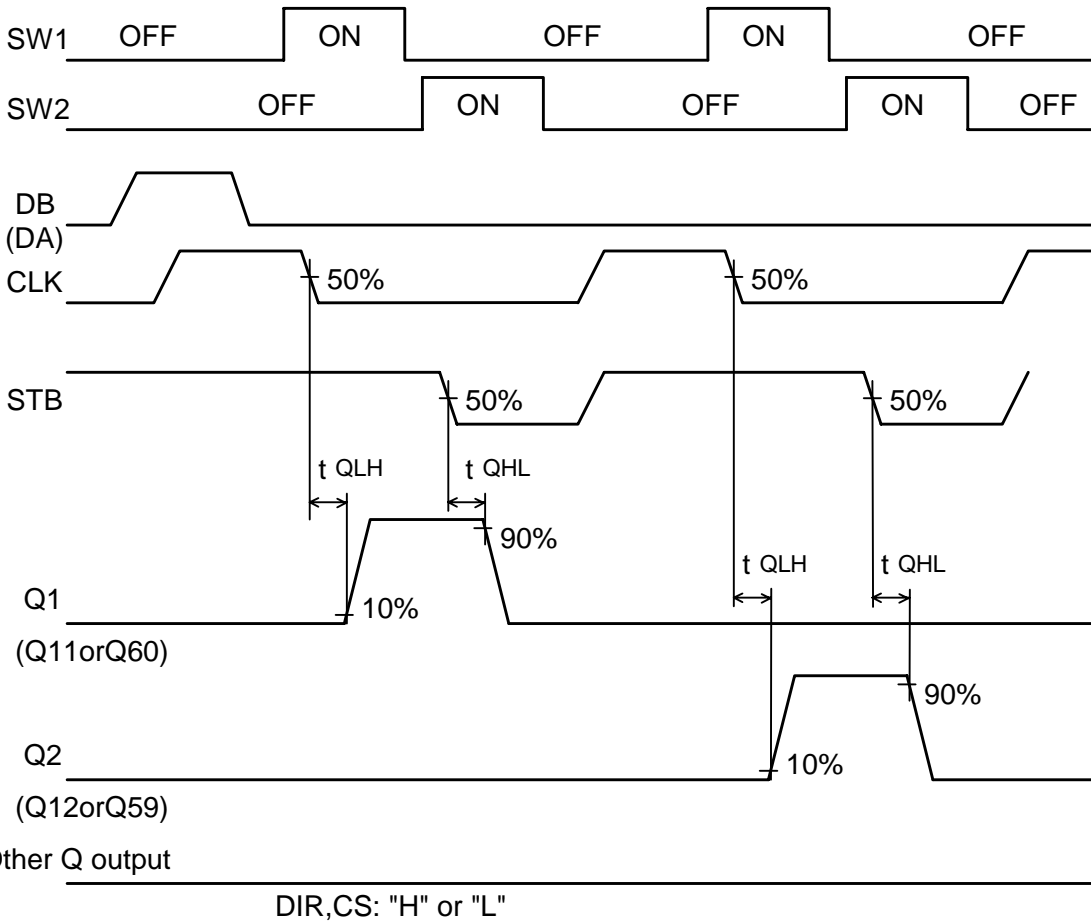 SW1 OFF ON OFF ON OFF
SW2 OFF ON OFF ON OFF
DB
(DA)
CLK 50% 50%
STB 50% 50%
t QLH t QHL
90%
t QLH t QHL
Q1 10%
(Q11orQ60)
90%
Q2 10%
(Q12orQ59)
ther Q output
DIR,CS: "H" or "L"